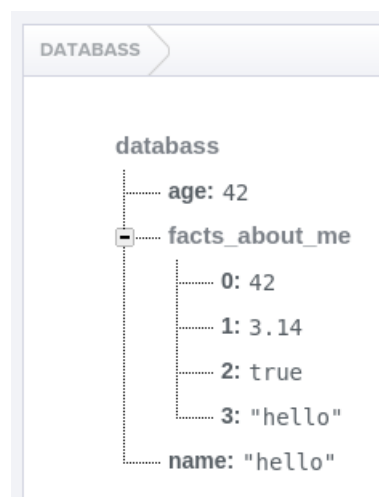 DATABASS
databass
age: 42
facts_about_me
0: 42
1: 3.14
2: true
3: "hello"
name: "hello"